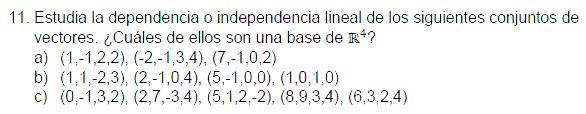 11. Estudia la dependencia o independencia lineal de los siguientes conjuntos de
vectores. ¿Cuáles de ellos son una base de ℝ⁴?
a) (1,-1,2,2), (-2,-1,3,4), (7,-1,0,2)
b) (1,1,-2,3), (2,-1,0,4), (5,-1,0,0), (1,0,1,0)
c) (0,-1,3,2), (2,7,-3,4), (5,1,2,-2), (8,9,3,4), (6,3,2,4)